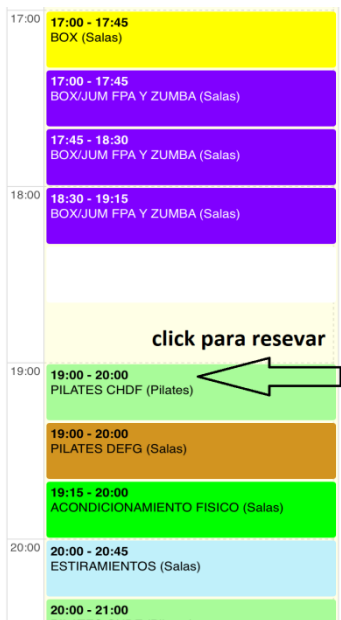 17:00
17:00 - 17:45
BOX (Salas)
17:00 - 17:45
BOX/JUM FPA Y ZUMBA (Salas)
17:45 - 18:30
BOX/JUM FPA Y ZUMBA (Salas)
18:00
18:30 - 19:15
BOX/JUM FPA Y ZUMBA (Salas)
click para resevar
19:00
19:00 - 20:00
PILATES CHDF (Pilates)
19:00 - 20:00
PILATES DEFG (Salas)
19:15 - 20:00
ACONDICIONAMIENTO FISICO (Salas)
20:00
20:00 - 20:45
ESTIRAMIENTOS (Salas)
20:00 - 21:00